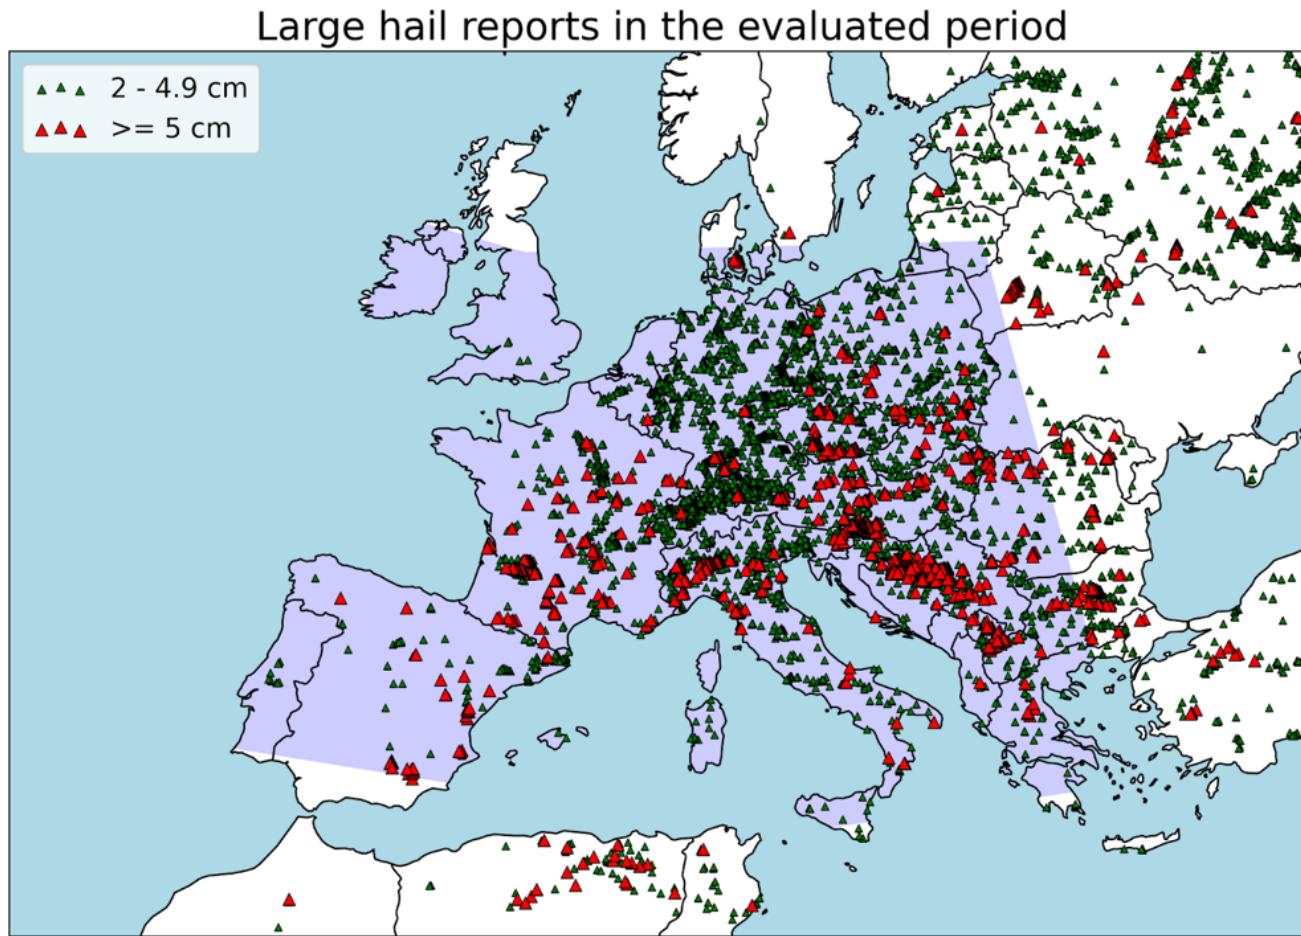 Large hail reports in the evaluated period
2 - 4.9 cm
>= 5 cm